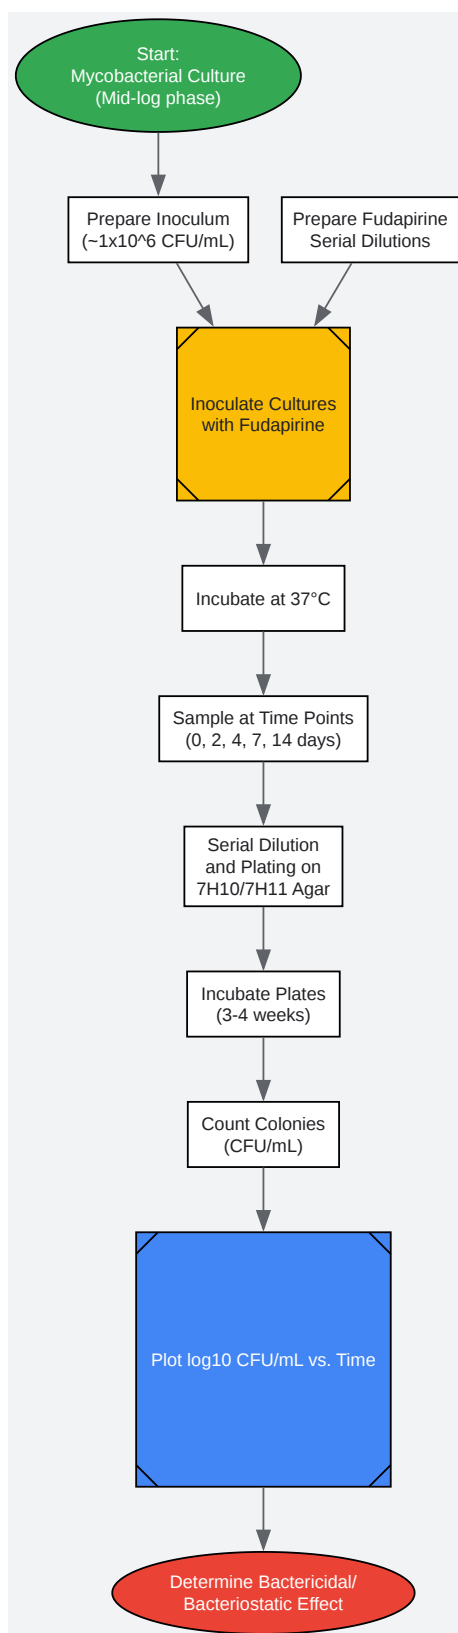 Start:
Mycobacterial Culture
(Mid-log phase)
Prepare Inoculum
(~1x10^6 CFU/mL)
Prepare Fudapirine
Serial Dilutions
Inoculate Cultures
with Fudapirine
Incubate at 37°C
Sample at Time Points
(0, 2, 4, 7, 14 days)
Serial Dilution
and Plating on
7H10/7H11 Agar
Incubate Plates
(3-4 weeks)
Count Colonies
(CFU/mL)
Plot log10 CFU/mL vs. Time
Determine Bactericidal/
Bacteriostatic Effect